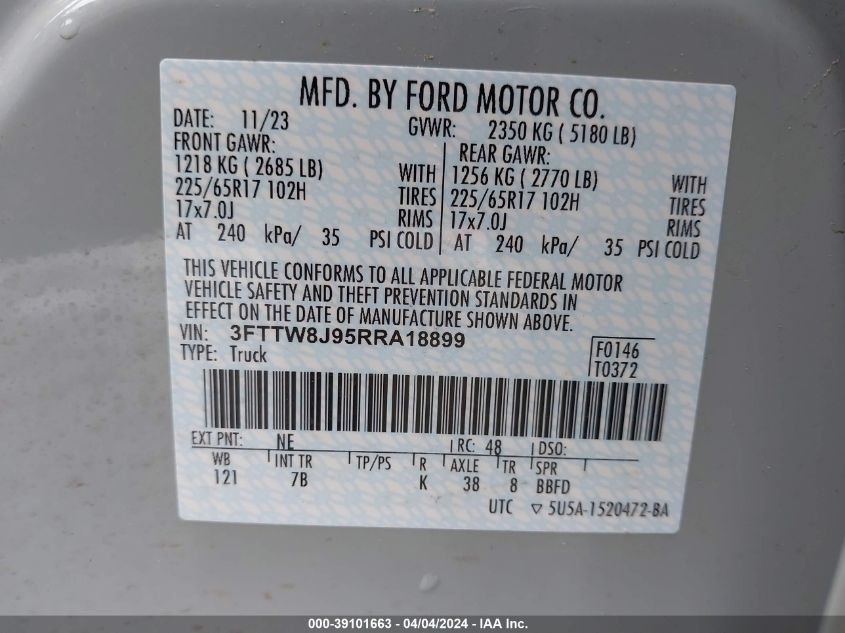 MFD. BY FORD MOTOR CO.
DATE: 11/23 GVWR: 2350 KG ( 5180 LB)
FRONT GAWR: REAR GAWR:
1218 KG ( 2685 LB) WITH 1256 KG ( 2770 LB) WITH
225/65R17 102H TIRES 225/65R17 102H TIRES
17x7.0J RIMS 17x7.0J RIMS
AT 240 kPa/ 35 PSI COLD AT 240 kPa/ 35 PSI COLD
THIS VEHICLE CONFORMS TO ALL APPLICABLE FEDERAL MOTOR
VEHICLE SAFETY AND THEFT PREVENTION STANDARDS IN
EFFECT ON THE DATE OF MANUFACTURE SHOWN ABOVE.
VIN: 3FTTW8J95RRA18899
TYPE: Truck
F0146
T0372
EXT PNT: NE RC: 48 DSO:
WB INT TR TP/PS R AXLE TR SPR
121 7B K 38 8 BBFD
UTC ▽ 5U5A-1520472-BA
000-39101663 - 04/04/2024 - IAA Inc.